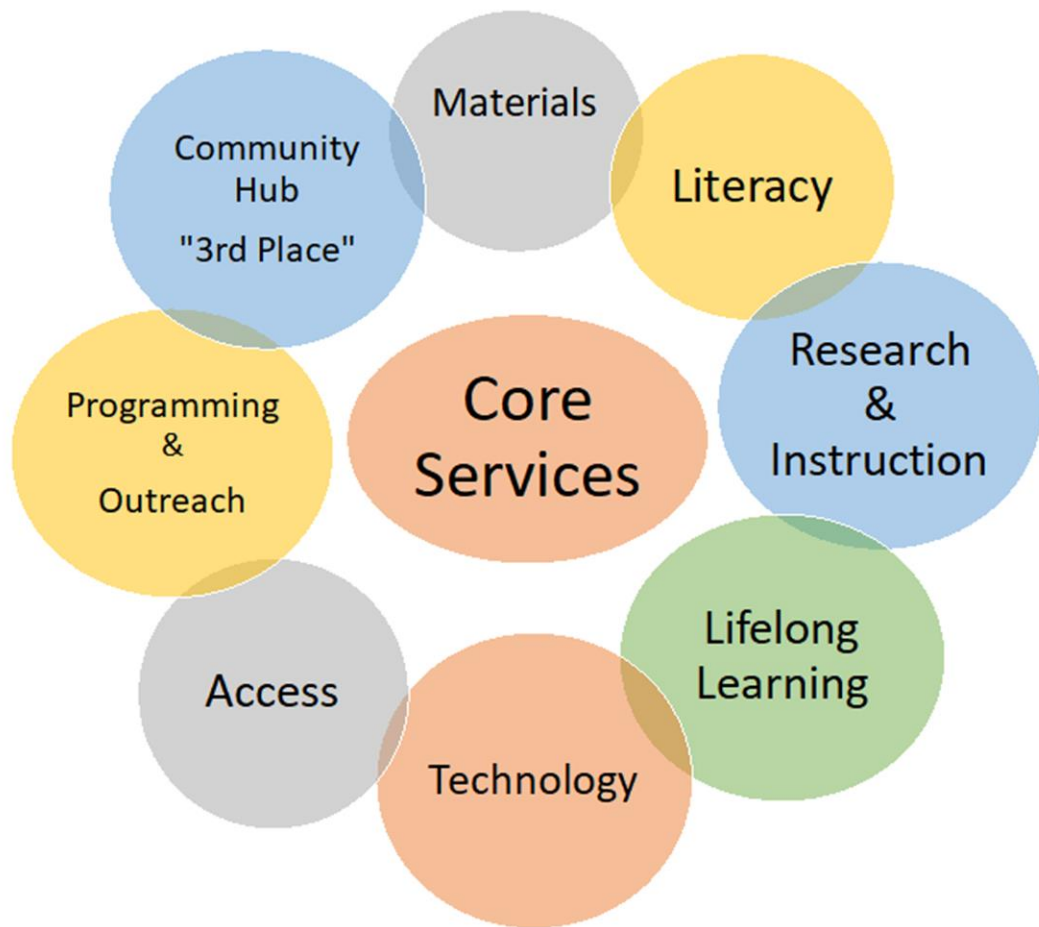 Materials
Literacy
Research
&
Instruction
Lifelong
Learning
Technology
Access
Programming
&
Outreach
Community
Hub
"3rd Place"
Core
Services